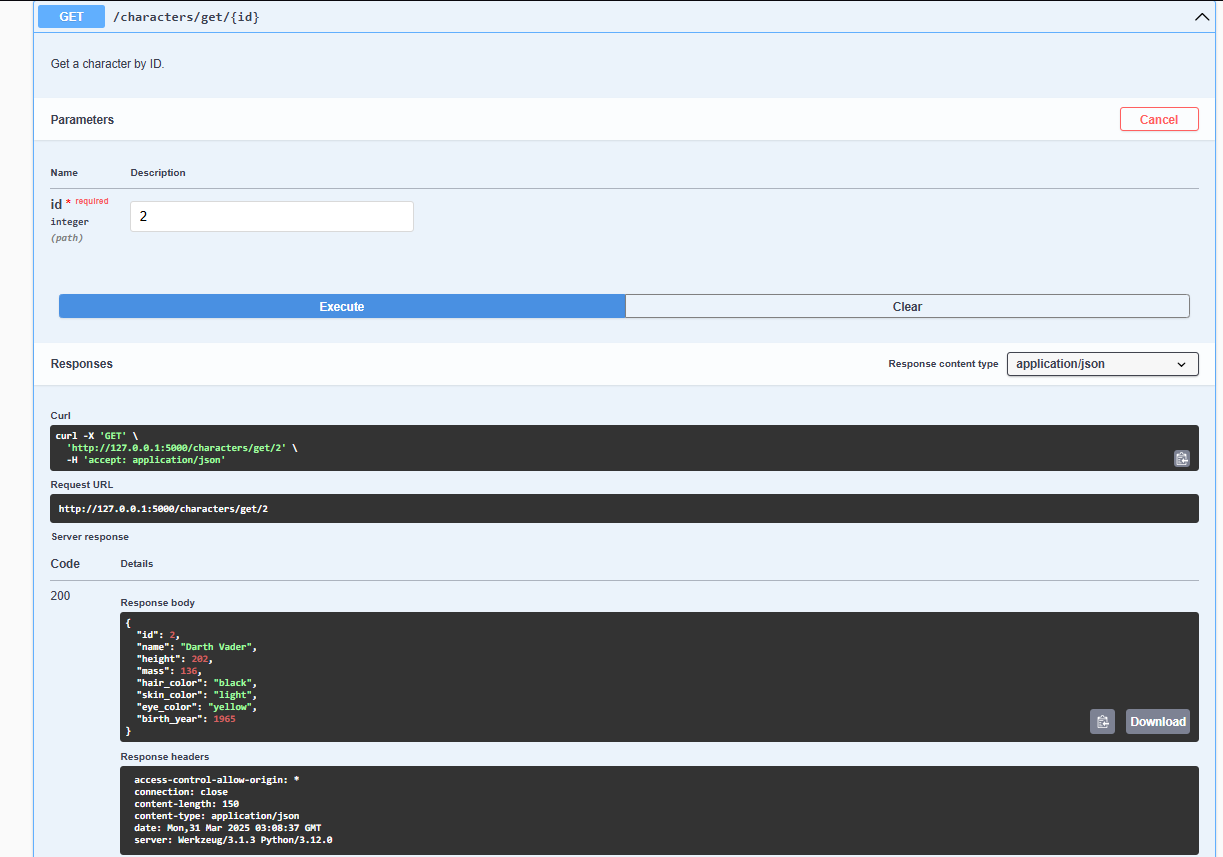 GET /characters/get/{id}
Get a character by ID.
Parameters
Cancel
Name Description
id * required
integer
(path)
2
Execute
Clear
Responses
Response content type
application/json
Curl
curl -X 'GET' \
  'http://127.0.0.1:5000/characters/get/2' \
  -H 'accept: application/json'
Request URL
http://127.0.0.1:5000/characters/get/2
Server response
Code Details
200
Response body
{
  "id": 2,
  "name": "Darth Vader",
  "height": 202,
  "mass": 136,
  "hair_color": "black",
  "skin_color": "light",
  "eye_color": "yellow",
  "birth_year": 1965
}
Download
Response headers
access-control-allow-origin: *
connection: close
content-length: 150
content-type: application/json
date: Mon,31 Mar 2025 03:08:37 GMT
server: Werkzeug/3.1.3 Python/3.12.0